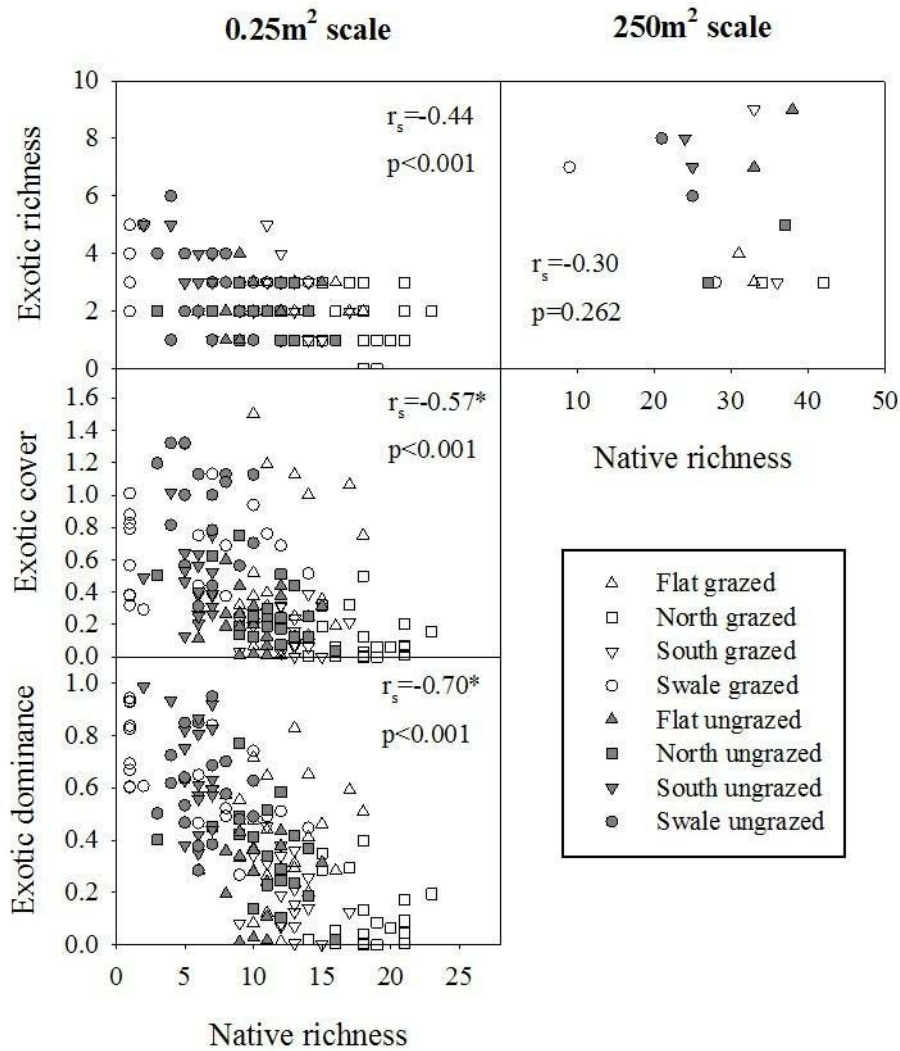 0.25m² scale
250m² scale
Exotic richness
10
8
6
4
2
0
rₛ=-0.44
p<0.001
rₛ=-0.30
p=0.262
10 20 30 40 50
Native richness
Exotic cover
1.6
1.4
1.2
1.0
0.8
0.6
0.4
0.2
0.0
rₛ=-0.57*
p<0.001
Exotic dominance
1.0
0.8
0.6
0.4
0.2
0.0
rₛ=-0.70*
p<0.001
0 5 10 15 20 25
Native richness
Flat grazed
North grazed
South grazed
Swale grazed
Flat ungrazed
North ungrazed
South ungrazed
Swale ungrazed